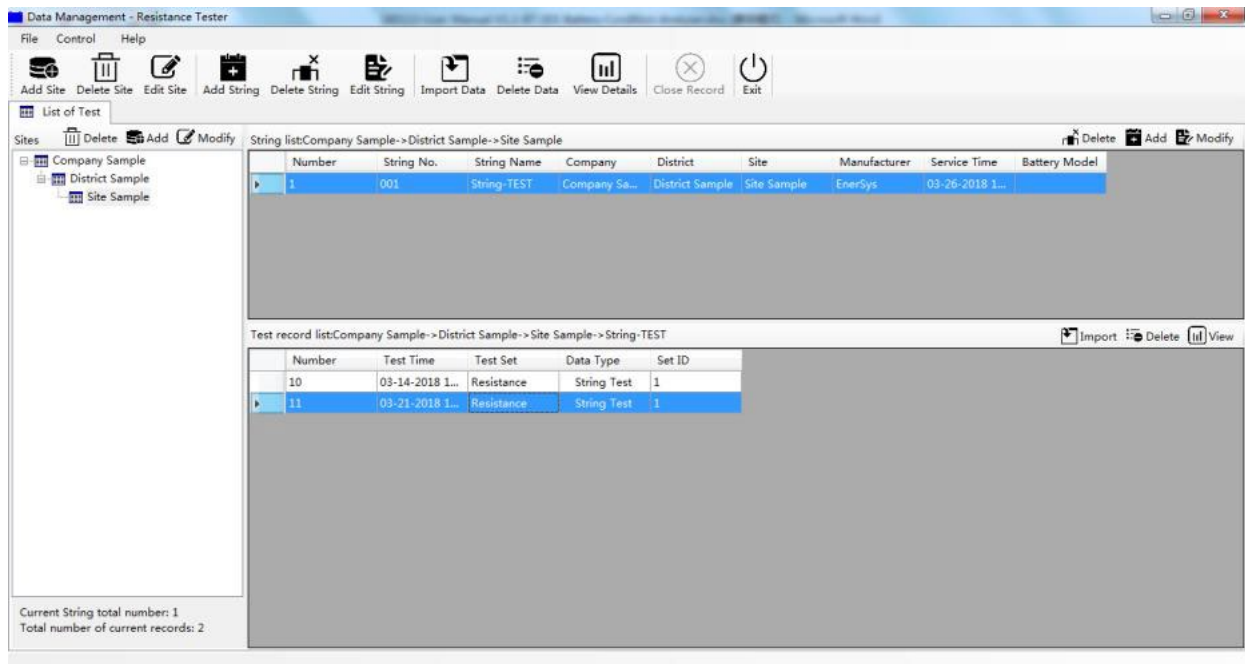 Data Management - Resistance Tester
File Control Help
Add Site Delete Site Edit Site Add String Delete String Edit String Import Data Delete Data View Details Close Record Exit
List of Test
Sites Delete Add Modify
Company Sample
District Sample
Site Sample
Current String total number: 1
Total number of current records: 2
String list:Company Sample->District Sample->Site Sample Delete Add Modify
Number String No. String Name Company District Site Manufacturer Service Time Battery Model
1 001 String-TEST Company Sa... District Sample Site Sample EnerSys 03-26-2018 1...
Test record list:Company Sample->District Sample->Site Sample->String-TEST Import Delete View
Number Test Time Test Set Data Type Set ID
10 03-14-2018 1... Resistance String Test 1
11 03-21-2018 1... Resistance String Test 1